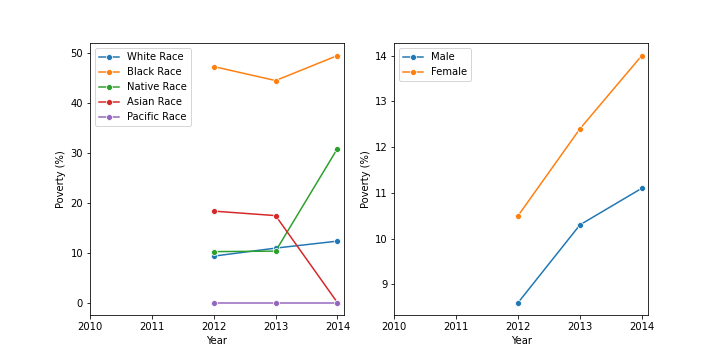 White Race
Black Race
Native Race
Asian Race
Pacific Race
50
40
30
20
10
0
Poverty (%)
2010 2011 2012 2013 2014
Year
Male
Female
14
13
12
11
10
9
Poverty (%)
2010 2011 2012 2013 2014
Year